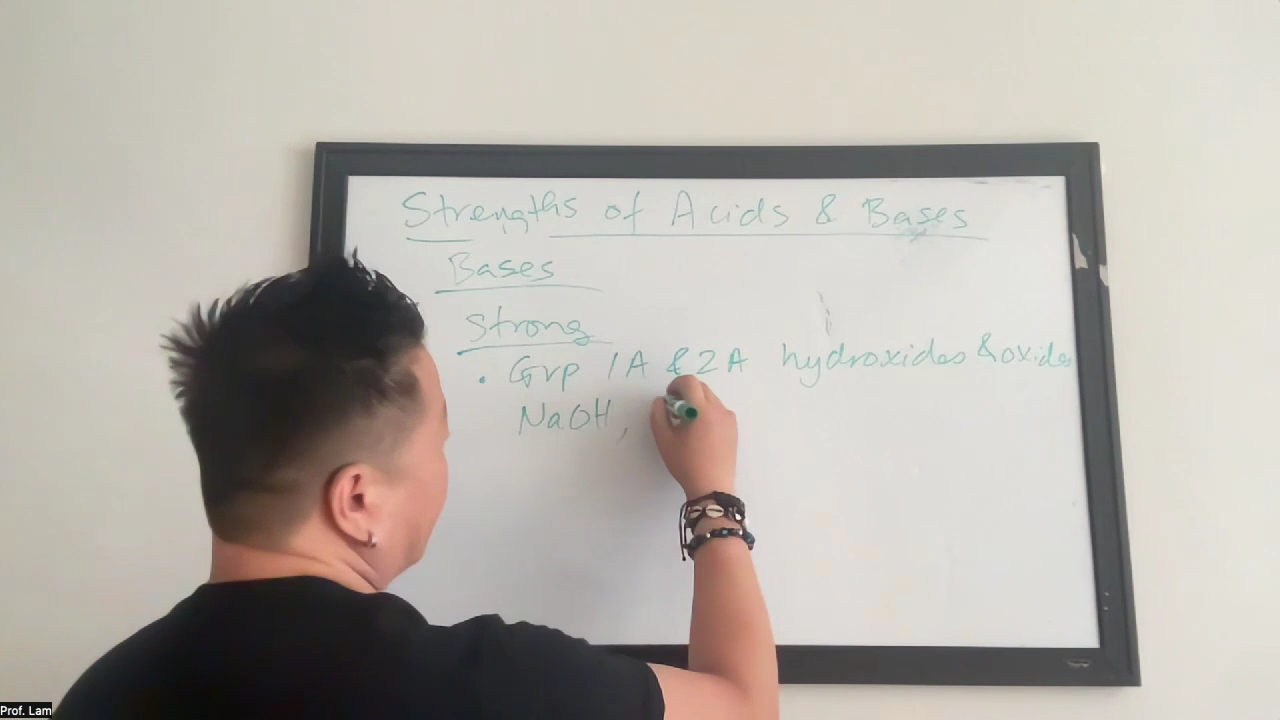 Strengths of Acids & Bases
Bases
Strong
. Grp 1A & 2A hydroxides & oxides
NaOH,
Prof. Lam